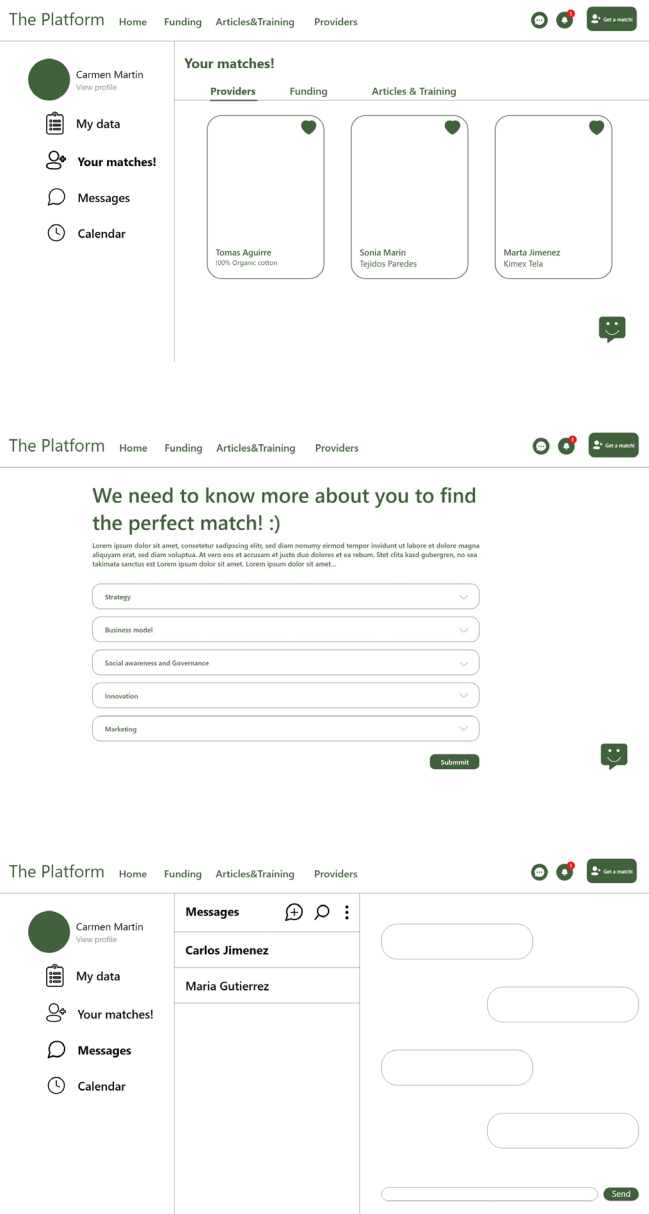 The Platform Home Funding Articles&Training Providers
1
Get a match!
Carmen Martin
View profile
My data
Your matches!
Messages
Calendar
Your matches!
Providers Funding Articles & Training
Tomas Aguirre
!00% Organic cotton
Sonia Marin
Tejidos Paredes
Marta Jimenez
Kimex Tela
The Platform Home Funding Articles&Training Providers
1
Get a match!
We need to know more about you to find
the perfect match! :)
Lorem ipsum dolor sit amet, consetetur sadipscing elitr, sed diam nonumy eirmod tempor invidunt ut labore et dolore magna
aliquyam erat, sed diam voluptua. At vero eos et accusam et justo duo dolores et ea rebum. Stet clita kasd gubergren, no sea
takimata sanctus est Lorem ipsum dolor sit amet. Lorem ipsum dolor sit amet...
Strategy
Business model
Social awareness and Governance
Innovation
Marketing
Submmit
The Platform Home Funding Articles&Training Providers
1
Get a match!
Carmen Martin
View profile
My data
Your matches!
Messages
Calendar
Messages
Carlos Jimenez
Maria Gutierrez
Send